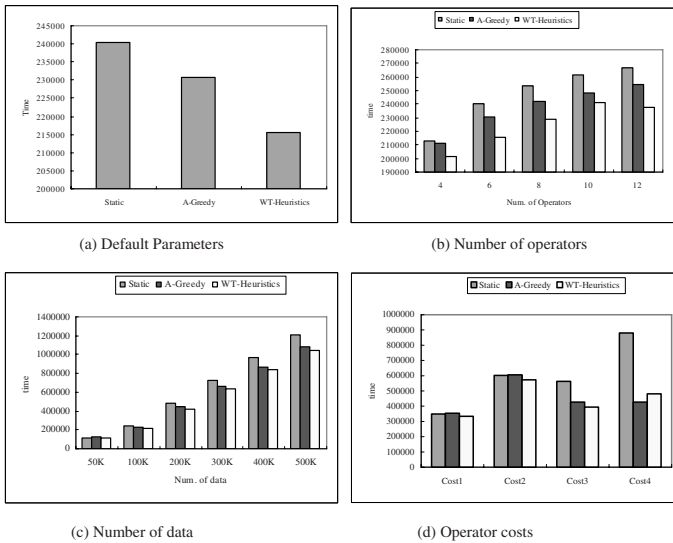 245000
240000
235000
230000
225000
220000
215000
210000
205000
200000
Time
Static A-Greedy WT-Heuristics
(a) Default Parameters
Static A-Greedy WT-Heuristics
280000
270000
260000
250000
240000
230000
220000
210000
200000
190000
time
4 6 8 10 12
Num. of Operators
(b) Number of operators
Static A-Greedy WT-Heuristics
1400000
1200000
1000000
800000
600000
400000
200000
0
time
50K 100K 200K 300K 400K 500K
Num. of data
(c) Number of data
Static A-Greedy WT-Heuristics
1000000
900000
800000
700000
600000
500000
400000
300000
200000
100000
0
time
Cost1 Cost2 Cost3 Cost4
(d) Operator costs